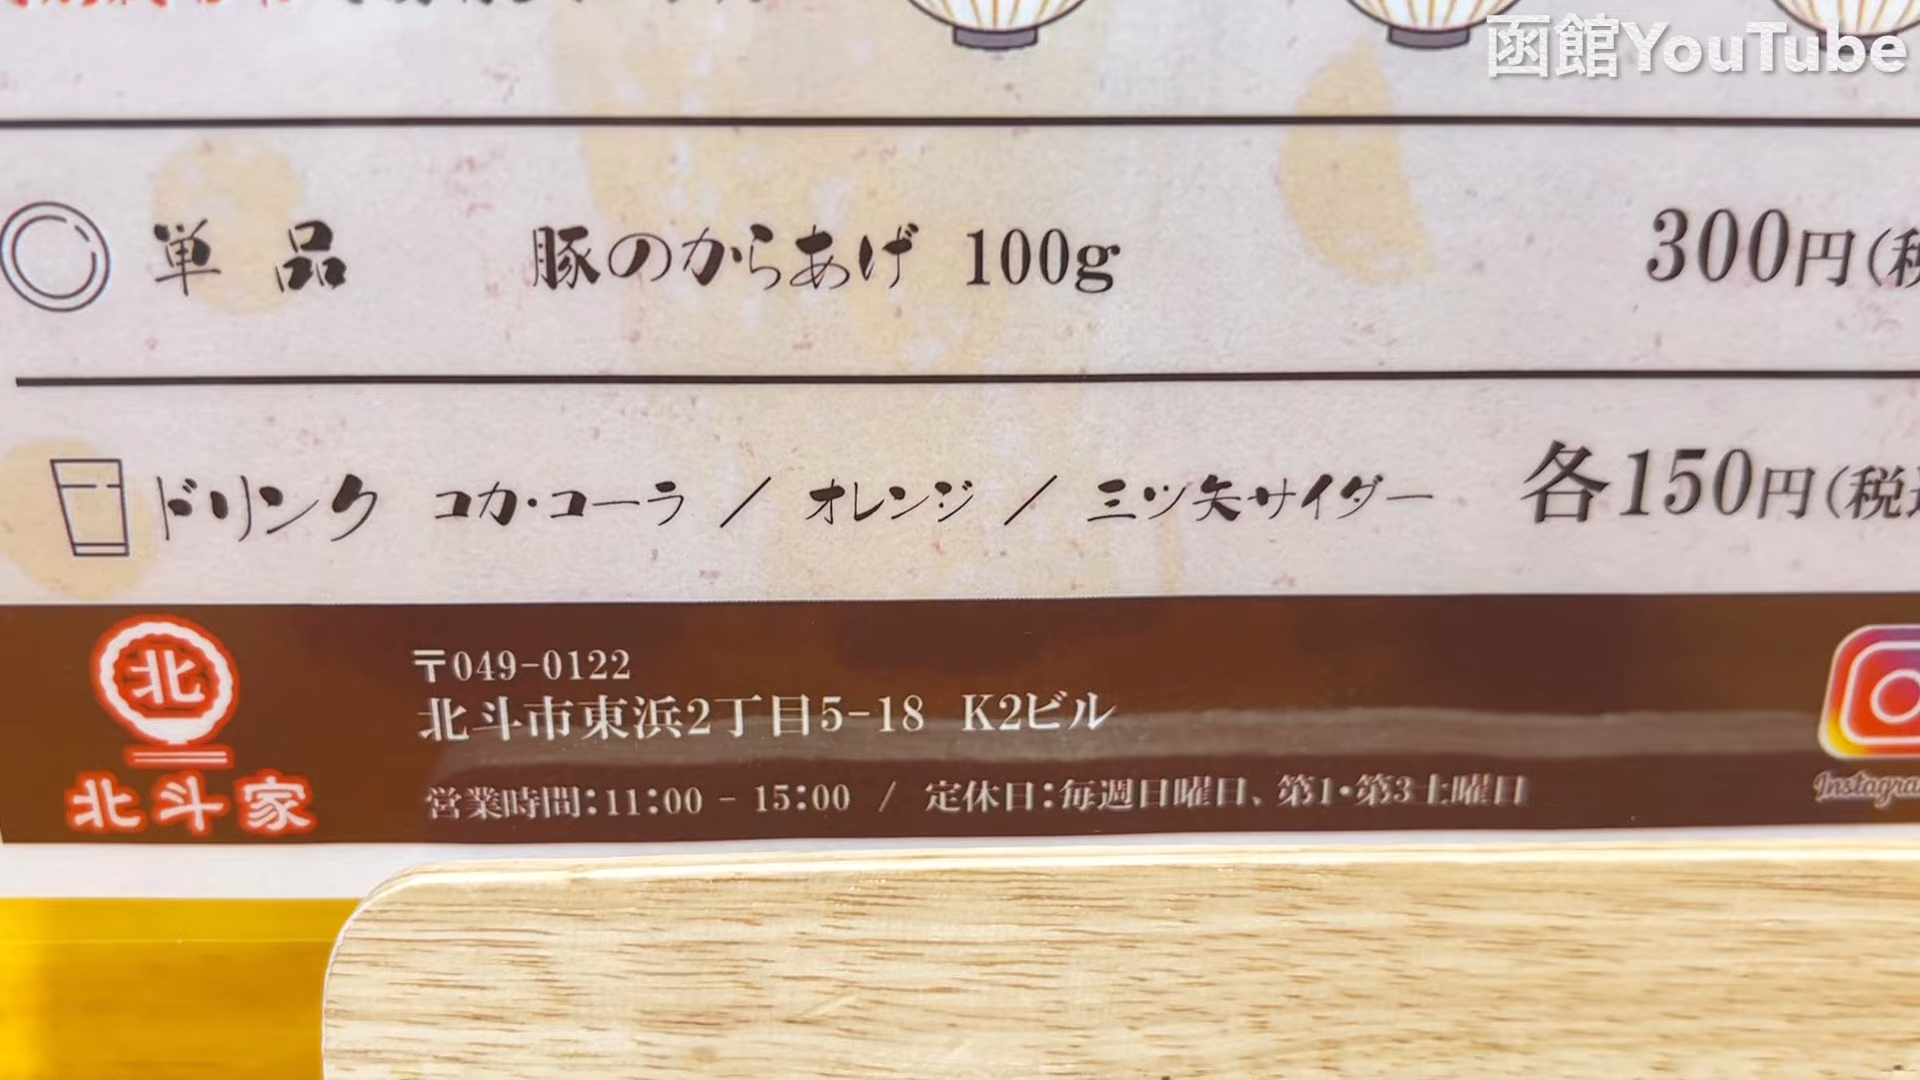 函館YouTube
単品 豚のからあげ 100g 300円(税
ドリンク コカ・コーラ / オレンジ / 三ツ矢サイダー 各150円(税込
北
北斗家
〒049-0122
北斗市東浜2丁目5-18 K2ビル
営業時間:11:00 - 15:00 / 定休日:毎週日曜日、第1・第3土曜日
Instagram